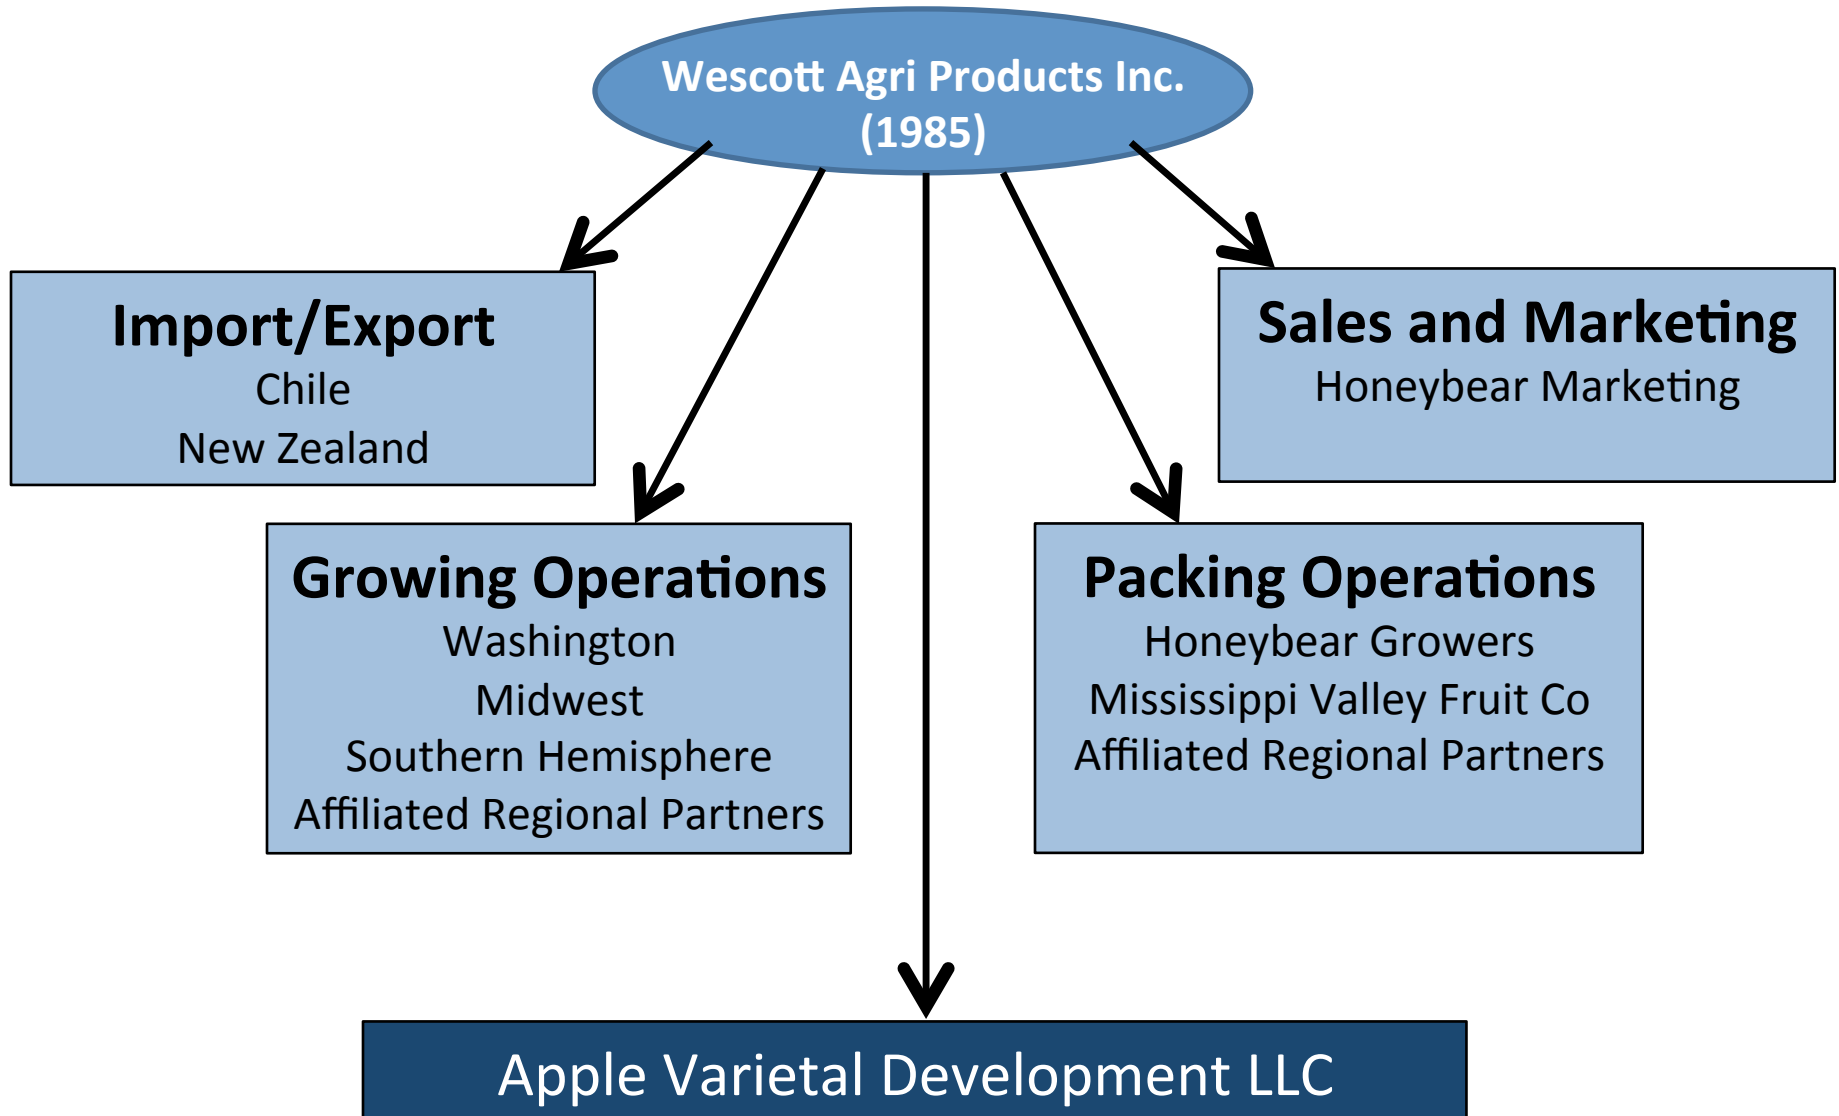 Wescott Agri Products Inc.
(1985)
Import/Export
Chile
New Zealand
Sales and Marketing
Honeybear Marketing
Growing Operations
Washington
Midwest
Southern Hemisphere
Affiliated Regional Partners
Packing Operations
Honeybear Growers
Mississippi Valley Fruit Co
Affiliated Regional Partners
Apple Varietal Development LLC